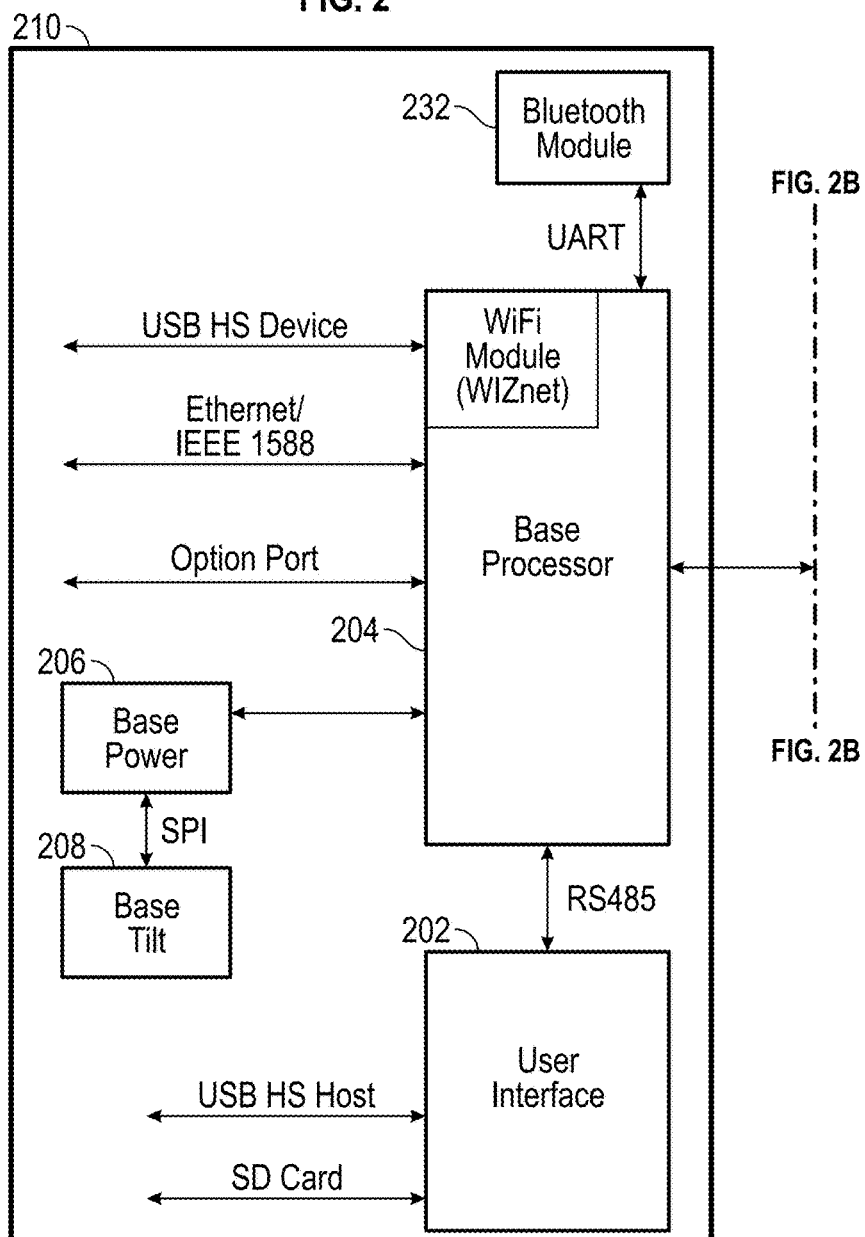 FIG. 2
210
232
Bluetooth
Module
FIG. 2B
UART
USB HS Device
WiFi
Module
(WIZnet)
Ethernet/
IEEE 1588
Option Port
Base
Processor
204
206
Base
Power
FIG. 2B
SPI
208
Base
Tilt
RS485
202
User
Interface
USB HS Host
SD Card